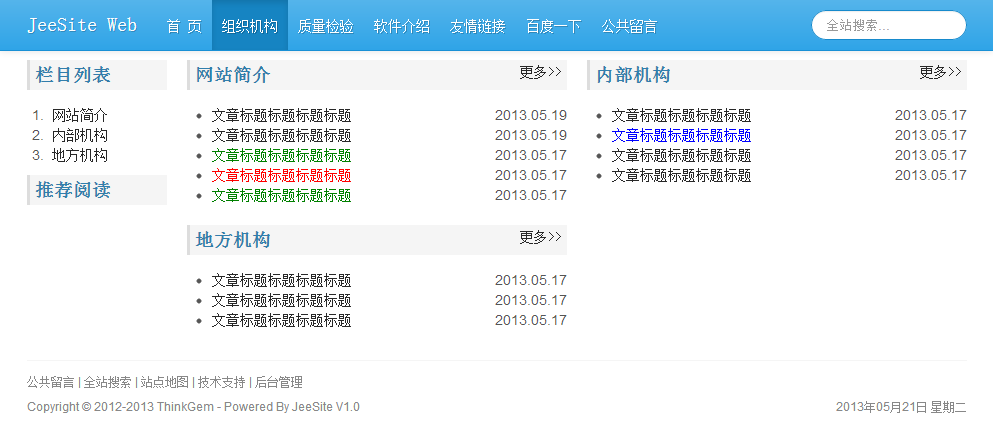 JeeSite Web 首 页 组织机构 质量检验 软件介绍 友情链接 百度一下 公共留言 全站搜索…
栏目列表
1. 网站简介
2. 内部机构
3. 地方机构
推荐阅读
网站简介 更多>>
文章标题标题标题标题 2013.05.19
文章标题标题标题标题 2013.05.19
文章标题标题标题标题 2013.05.17
文章标题标题标题标题 2013.05.17
文章标题标题标题标题 2013.05.17
内部机构 更多>>
文章标题标题标题标题 2013.05.17
文章标题标题标题标题 2013.05.17
文章标题标题标题标题 2013.05.17
文章标题标题标题标题 2013.05.17
地方机构 更多>>
文章标题标题标题标题 2013.05.17
文章标题标题标题标题 2013.05.17
文章标题标题标题标题 2013.05.17
公共留言 | 全站搜索 | 站点地图 | 技术支持 | 后台管理
Copyright © 2012-2013 ThinkGem - Powered By JeeSite V1.0 2013年05月21日 星期二